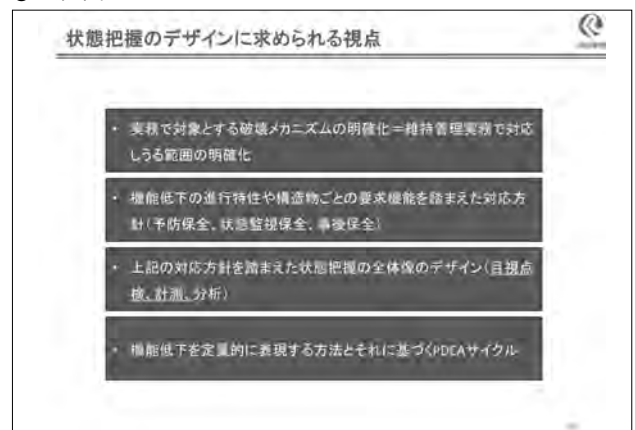 状態把握のデザインに求められる視点
・ 実務で対象とする破壊メカニズムの明確化＝維持管理実務で対応
しうる範囲の明確化
・ 機能低下の進行特性や構造物ごとの要求機能を踏まえた対応方
針（予防保全、状態監視保全、事後保全）
・ 上記の対応方針を踏まえた状態把握の全体像のデザイン（目視点
検、計測、分析）
・ 機能低下を定量的に表現する方法とそれに基づくPDCAサイクル